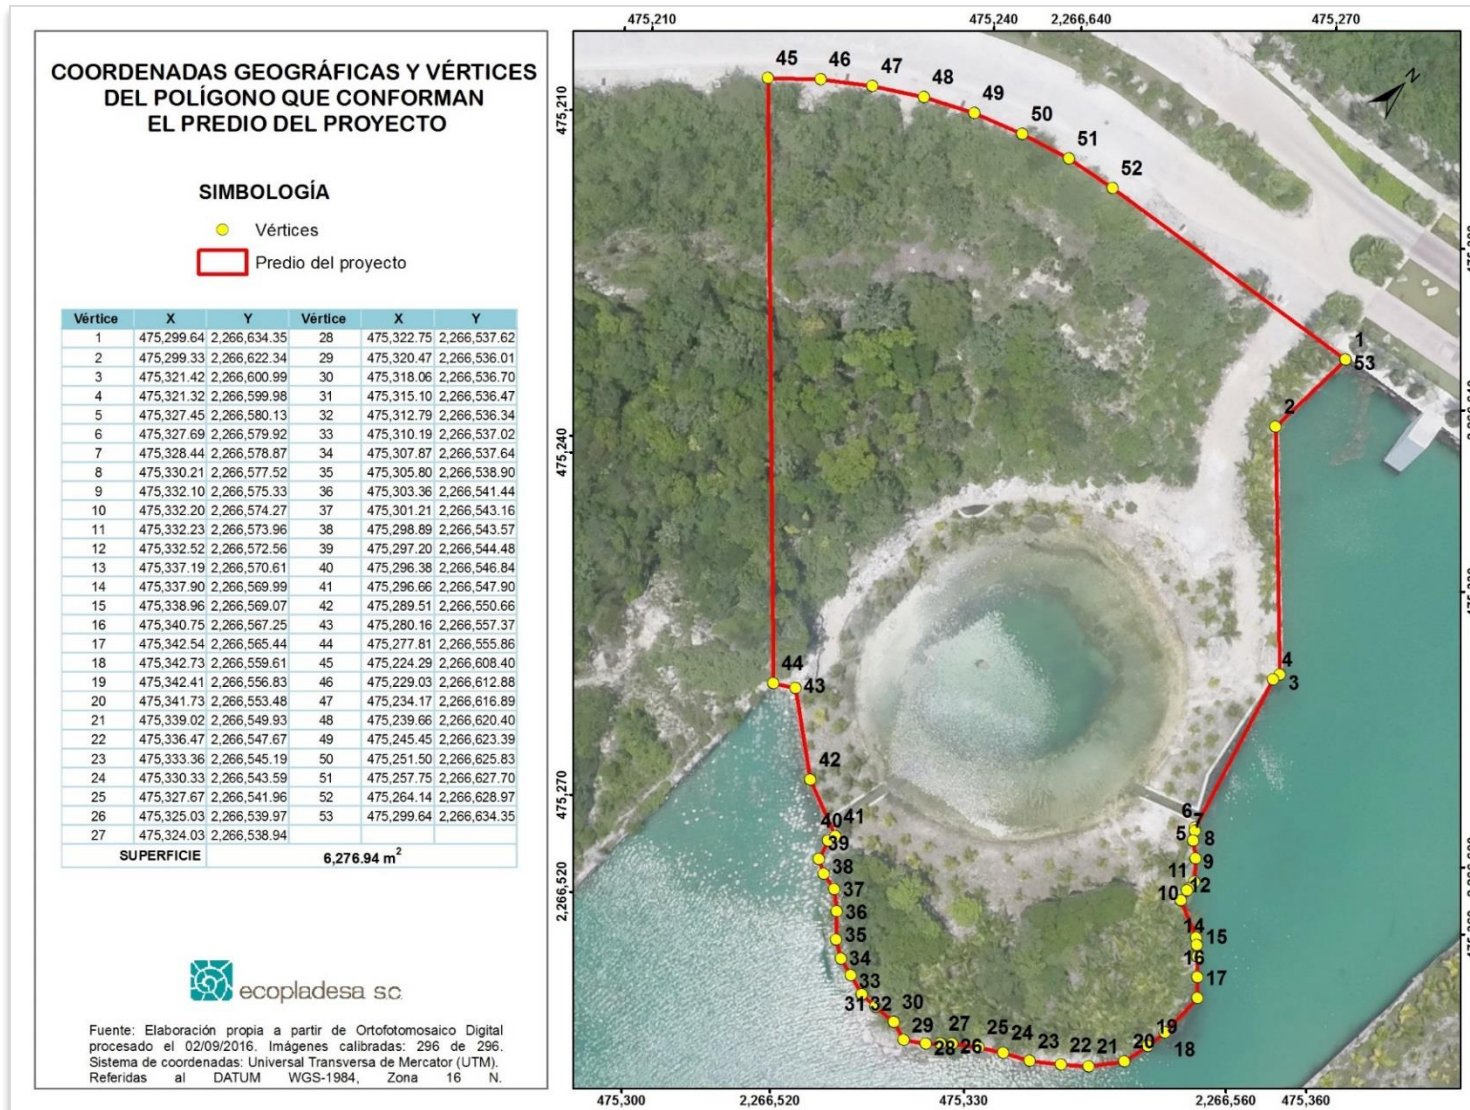 COORDENADAS GEOGRÁFICAS Y VÉRTICES
DEL POLÍGONO QUE CONFORMAN
EL PREDIO DEL PROYECTO
SIMBOLOGÍA
Vértices
Predio del proyecto
Vértice X Y Vértice X Y
1 475,299.64 2,266,634.35 28 475,322.75 2,266,537.62
2 475,299.33 2,266,622.34 29 475,320.47 2,266,536.01
3 475,321.42 2,266,600.99 30 475,318.06 2,266,536.70
4 475,321.32 2,266,599.98 31 475,315.10 2,266,536.47
5 475,327.45 2,266,580.13 32 475,312.79 2,266,536.34
6 475,327.69 2,266,579.92 33 475,310.19 2,266,537.02
7 475,328.44 2,266,578.87 34 475,307.87 2,266,537.64
8 475,330.21 2,266,577.52 35 475,305.80 2,266,538.90
9 475,332.10 2,266,575.33 36 475,303.36 2,266,541.44
10 475,332.20 2,266,574.27 37 475,301.21 2,266,543.16
11 475,332.23 2,266,573.96 38 475,298.89 2,266,543.57
12 475,332.52 2,266,572.56 39 475,297.20 2,266,544.48
13 475,337.19 2,266,570.61 40 475,296.38 2,266,546.84
14 475,337.90 2,266,569.99 41 475,296.66 2,266,547.90
15 475,338.96 2,266,569.07 42 475,289.51 2,266,550.66
16 475,340.75 2,266,567.25 43 475,280.16 2,266,557.37
17 475,342.54 2,266,565.44 44 475,277.81 2,266,555.86
18 475,342.73 2,266,559.61 45 475,224.29 2,266,608.40
19 475,342.41 2,266,556.83 46 475,229.03 2,266,612.88
20 475,341.73 2,266,553.48 47 475,234.17 2,266,616.89
21 475,339.02 2,266,549.93 48 475,239.66 2,266,620.40
22 475,336.47 2,266,547.67 49 475,245.45 2,266,623.39
23 475,333.36 2,266,545.19 50 475,251.50 2,266,625.83
24 475,330.33 2,266,543.59 51 475,257.75 2,266,627.70
25 475,327.67 2,266,541.96 52 475,264.14 2,266,628.97
26 475,325.03 2,266,539.97 53 475,299.64 2,266,634.35
27 475,324.03 2,266,538.94
SUPERFICIE 6,276.94 m²
ecopladesa s.c.
Fuente: Elaboración propia a partir de Ortofotomosaico Digital
procesado el 02/09/2016. Imágenes calibradas: 296 de 296.
Sistema de coordenadas: Universal Transversa de Mercator (UTM).
Referidas al DATUM WGS-1984, Zona 16 N.
475,210 475,240 2,266,640 475,270
475,210
475,240
475,270
2,266,520
N
45 46 47 48 49 50 51 52
1
53
2
4
3
44
43
42
41
40
39
38
37
36
35
34
33
32
31
30
29
28
27
26
25
24
23
22
21
20
19
18
17
16
15
14
12
11
10
9
8
7
6
5
475,300 2,266,520 475,330 2,266,560 475,360